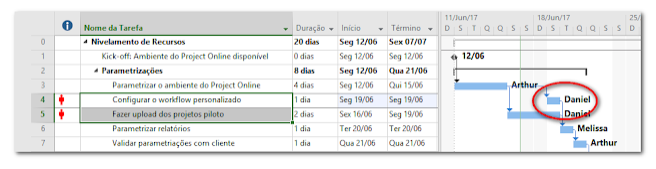 11/Jun/17 18/Jun/17 25/
Nome da Tarefa Duração Início Término D S T Q Q S S D S T Q Q S S D
0 Nivelamento de Recursos 20 dias Seg 12/06 Sex 07/07
1 Kick-off: Ambiente do Project Online disponível 0 dias Seg 12/06 Seg 12/06 12/06
2 Parametrizações 8 dias Seg 12/06 Qua 21/06
3 Parametrizar o ambiente do Project Online 4 dias Seg 12/06 Qui 15/06 Arthur
4 Configurar o workflow personalizado 1 dia Seg 19/06 Seg 19/06 Daniel
5 Fazer upload dos projetos piloto 2 dias Sex 16/06 Seg 19/06 Daniel
6 Parametrizar relatórios 1 dia Ter 20/06 Ter 20/06 Melissa
7 Validar parametriações com cliente 1 dia Qua 21/06 Qua 21/06 Arthur